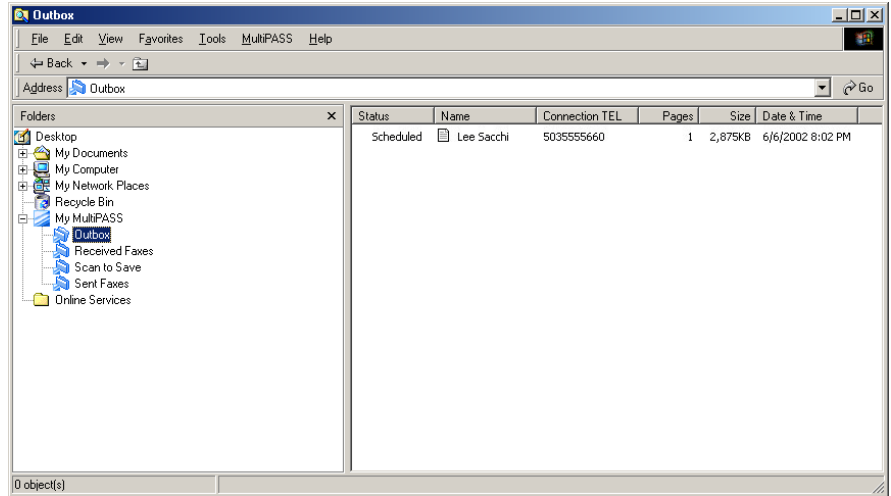 Outbox
File Edit View Favorites Tools MultiPASS Help
Back
Address Outbox Go
Folders
Status Name Connection TEL Pages Size Date & Time
Desktop
Scheduled Lee Sacchi 5035555660 1 2,875KB 6/6/2002 8:02 PM
My Documents
My Computer
My Network Places
Recycle Bin
My MultiPASS
Outbox
Received Faxes
Scan to Save
Sent Faxes
Online Services
0 object(s)